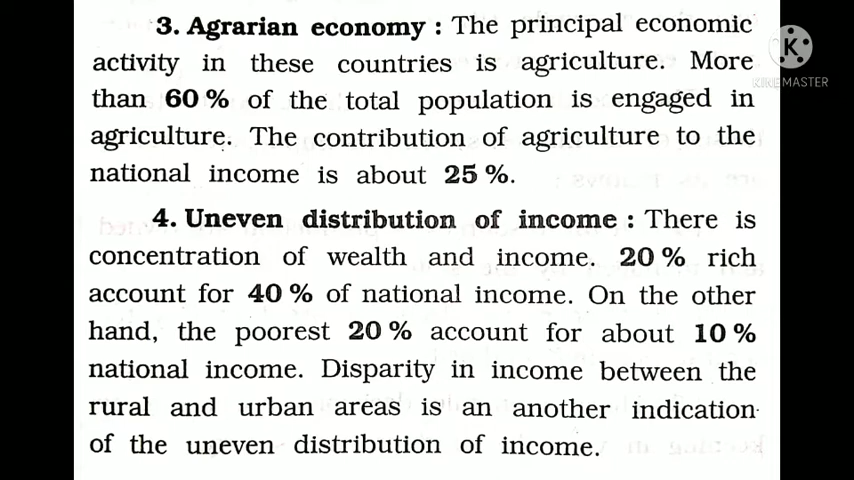 3. Agrarian economy : The principal economic
activity in these countries is agriculture. More
than 60 % of the total population is engaged in
agriculture. The contribution of agriculture to the
national income is about 25 %.
4. Uneven distribution of income : There is
concentration of wealth and income. 20 % rich
account for 40 % of national income. On the other
hand, the poorest 20 % account for about 10 %
national income. Disparity in income between the
rural and urban areas is an another indication
of the uneven distribution of income.
K
KINEMASTER